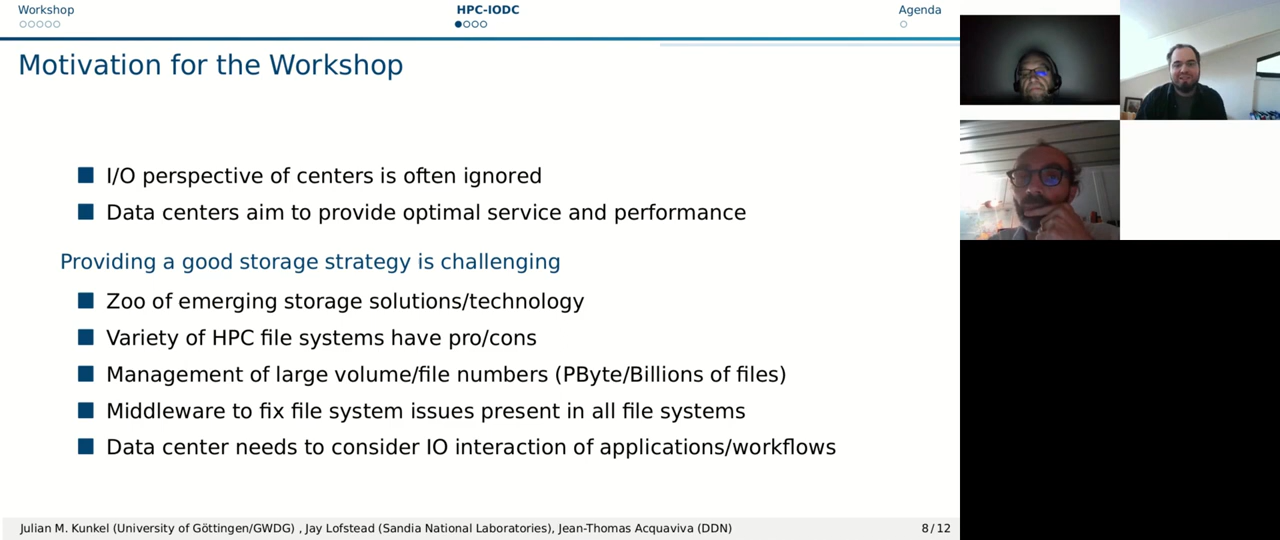 Workshop
HPC-IODC
Agenda
Motivation for the Workshop
I/O perspective of centers is often ignored
Data centers aim to provide optimal service and performance
Providing a good storage strategy is challenging
Zoo of emerging storage solutions/technology
Variety of HPC file systems have pro/cons
Management of large volume/file numbers (PByte/Billions of files)
Middleware to fix file system issues present in all file systems
Data center needs to consider IO interaction of applications/workflows
Julian M. Kunkel (University of Göttingen/GWDG) , Jay Lofstead (Sandia National Laboratories), Jean-Thomas Acquaviva (DDN)
8/12